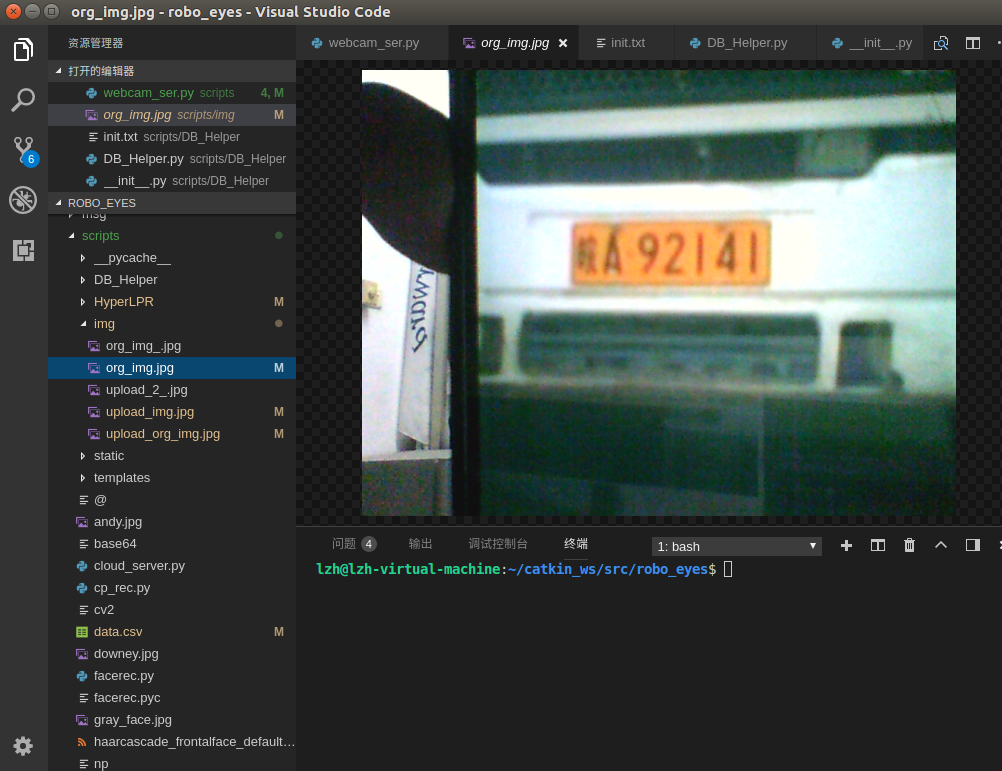 org_img.jpg - robo_eyes - Visual Studio Code
资源管理器
打开的编辑器
webcam_ser.py scripts 4, M
org_img.jpg scripts/img M
init.txt scripts/DB_Helper
DB_Helper.py scripts/DB_Helper
__init__.py scripts/DB_Helper
6
ROBO_EYES
msg
scripts
__pycache__
DB_Helper
HyperLPR M
img
org_img_.jpg
org_img.jpg M
upload_2_.jpg
upload_img.jpg M
upload_org_img.jpg M
static
templates
@
andy.jpg
base64
cloud_server.py
cp_rec.py
cv2
data.csv M
downey.jpg
facerec.py
facerec.pyc
gray_face.jpg
haarcascade_frontalface_default...
np
webcam_ser.py org_img.jpg init.txt DB_Helper.py __init__.py
皖A 92141
问题 4 输出 调试控制台 终端 1: bash
lzh@lzh-virtual-machine:~/catkin_ws/src/robo_eyes$